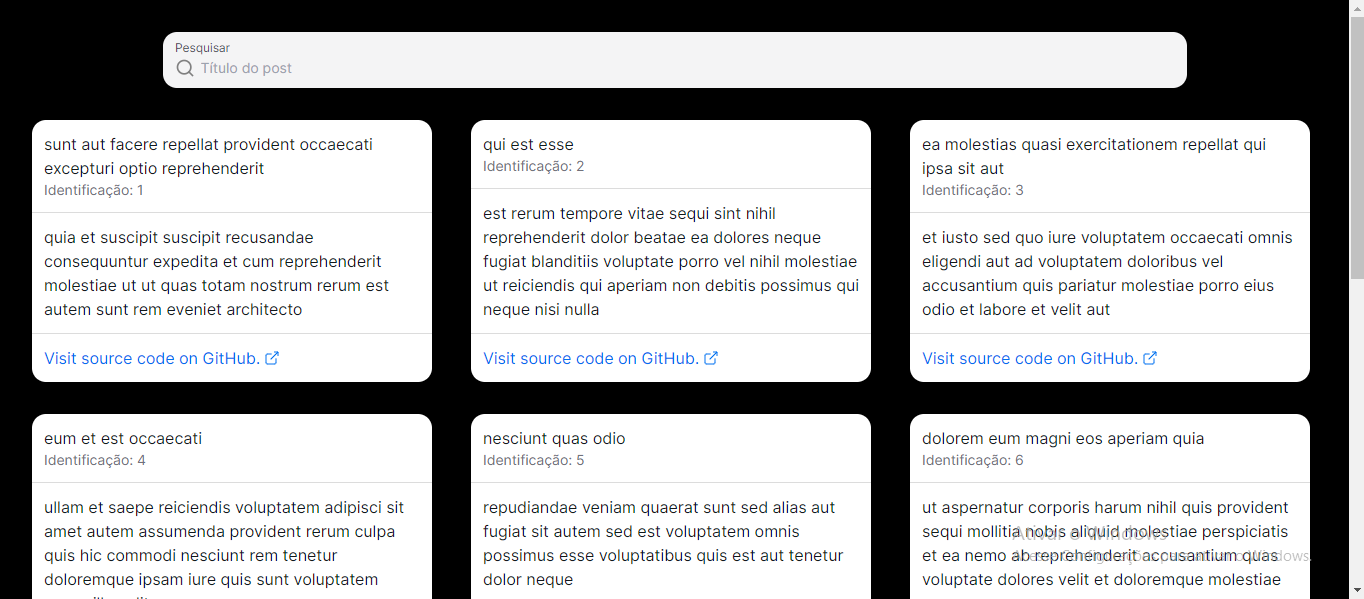 Pesquisar
Título do post
sunt aut facere repellat provident occaecati
excepturi optio reprehenderit
Identificação: 1
quia et suscipit suscipit recusandae
consequuntur expedita et cum reprehenderit
molestiae ut ut quas totam nostrum rerum est
autem sunt rem eveniet architecto
Visit source code on GitHub.
qui est esse
Identificação: 2
est rerum tempore vitae sequi sint nihil
reprehenderit dolor beatae ea dolores neque
fugiat blanditiis voluptate porro vel nihil molestiae
ut reiciendis qui aperiam non debitis possimus qui
neque nisi nulla
Visit source code on GitHub.
ea molestias quasi exercitationem repellat qui
ipsa sit aut
Identificação: 3
et iusto sed quo iure voluptatem occaecati omnis
eligendi aut ad voluptatem doloribus vel
accusantium quis pariatur molestiae porro eius
odio et labore et velit aut
Visit source code on GitHub.
eum et est occaecati
Identificação: 4
ullam et saepe reiciendis voluptatem adipisci sit
amet autem assumenda provident rerum culpa
quis hic commodi nesciunt rem tenetur
doloremque ipsam iure quis sunt voluptatem
nesciunt quas odio
Identificação: 5
repudiandae veniam quaerat sunt sed alias aut
fugiat sit autem sed est voluptatem omnis
possimus esse voluptatibus quis est aut tenetur
dolor neque
dolorem eum magni eos aperiam quia
Identificação: 6
ut aspernatur corporis harum nihil quis provident
sequi mollitia nobis aliquid molestiae perspiciatis
et ea nemo ab reprehenderit accusantium quas
voluptate dolores velit et doloremque molestiae
Ativar o Windows
Acesse Configurações para ativar o Windows.